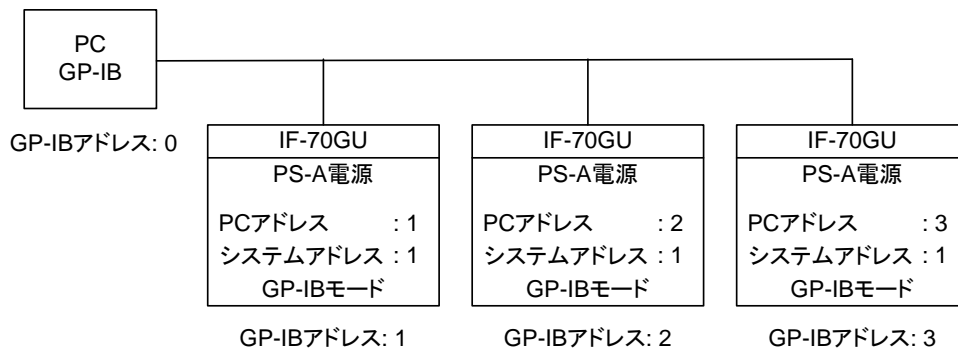 PC
GP-IB
GP-IBアドレス: 0
IF-70GU
PS-A電源
PCアドレス : 1
システムアドレス : 1
GP-IBモード
GP-IBアドレス: 1
IF-70GU
PS-A電源
PCアドレス : 2
システムアドレス : 1
GP-IBモード
GP-IBアドレス: 2
IF-70GU
PS-A電源
PCアドレス : 3
システムアドレス : 1
GP-IBモード
GP-IBアドレス: 3